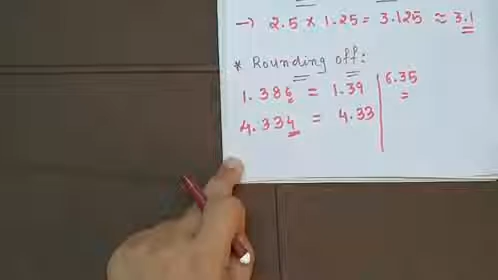 → 2.5 × 1.25 = 3.125 ≈ 3.1
* Rounding off:
1.386 = 1.39
4.334 = 4.33
6.35
=